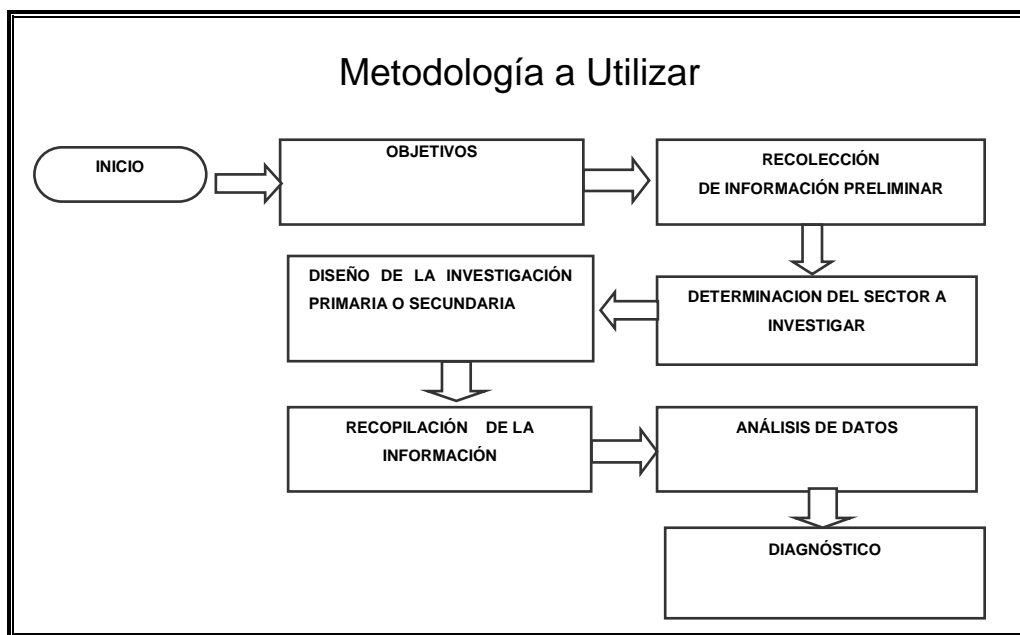 Metodología a Utilizar
INICIO
OBJETIVOS
RECOLECCIÓN
DE INFORMACIÓN PRELIMINAR
DETERMINACION DEL SECTOR A
INVESTIGAR
DISEÑO DE LA INVESTIGACIÓN
PRIMARIA O SECUNDARIA
RECOPILACIÓN DE LA
INFORMACIÓN
ANÁLISIS DE DATOS
DIAGNÓSTICO